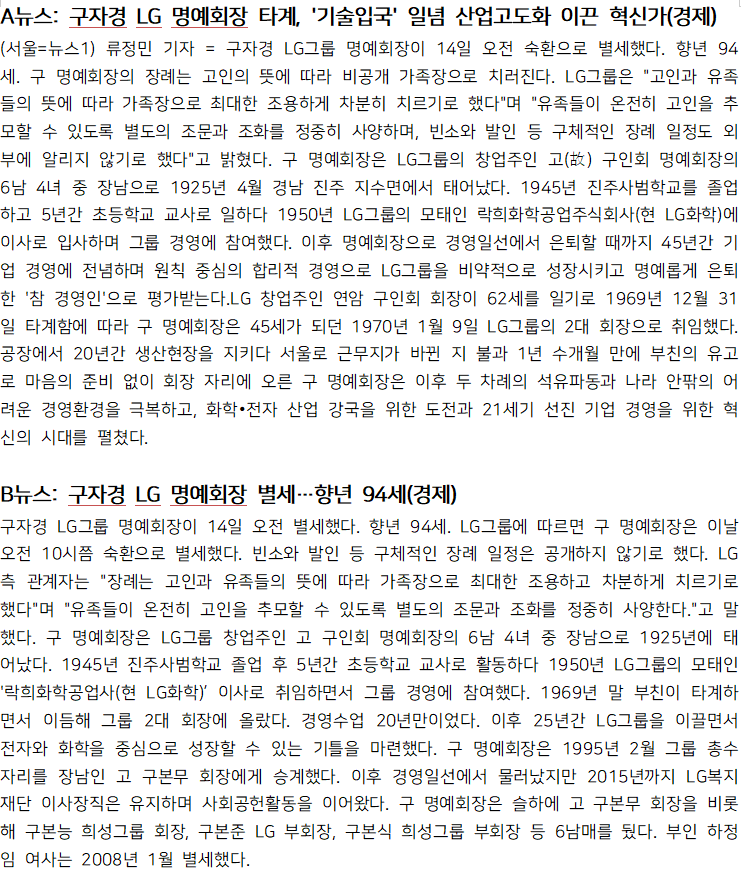 A뉴스: 구자경 LG 명예회장 타계, '기술입국' 일념 산업고도화 이끈 혁신가(경제)
(서울=뉴스1) 류정민 기자 = 구자경 LG그룹 명예회장이 14일 오전 숙환으로 별세했다. 향년 94
세. 구 명예회장의 장례는 고인의 뜻에 따라 비공개 가족장으로 치러진다. LG그룹은 "고인과 유족
들의 뜻에 따라 가족장으로 최대한 조용하게 차분히 치르기로 했다"며 "유족들이 온전히 고인을 추
모할 수 있도록 별도의 조문과 조화를 정중히 사양하며, 빈소와 발인 등 구체적인 장례 일정도 외
부에 알리지 않기로 했다"고 밝혔다. 구 명예회장은 LG그룹의 창업주인 고(故) 구인회 명예회장의
6남 4녀 중 장남으로 1925년 4월 경남 진주 지수면에서 태어났다. 1945년 진주사범학교를 졸업
하고 5년간 초등학교 교사로 일하다 1950년 LG그룹의 모태인 락희화학공업주식회사(현 LG화학)에
이사로 입사하며 그룹 경영에 참여했다. 이후 명예회장으로 경영일선에서 은퇴할 때까지 45년간 기
업 경영에 전념하며 원칙 중심의 합리적 경영으로 LG그룹을 비약적으로 성장시키고 명예롭게 은퇴
한 '참 경영인'으로 평가받는다.LG 창업주인 연암 구인회 회장이 62세를 일기로 1969년 12월 31
일 타계함에 따라 구 명예회장은 45세가 되던 1970년 1월 9일 LG그룹의 2대 회장으로 취임했다.
공장에서 20년간 생산현장을 지키다 서울로 근무지가 바뀐 지 불과 1년 수개월 만에 부친의 유고
로 마음의 준비 없이 회장 자리에 오른 구 명예회장은 이후 두 차례의 석유파동과 나라 안팎의 어
려운 경영환경을 극복하고, 화학•전자 산업 강국을 위한 도전과 21세기 선진 기업 경영을 위한 혁
신의 시대를 펼쳤다.
B뉴스: 구자경 LG 명예회장 별세…향년 94세(경제)
구자경 LG그룹 명예회장이 14일 오전 별세했다. 향년 94세. LG그룹에 따르면 구 명예회장은 이날
오전 10시쯤 숙환으로 별세했다. 빈소와 발인 등 구체적인 장례 일정은 공개하지 않기로 했다. LG
측 관계자는 "장례는 고인과 유족들의 뜻에 따라 가족장으로 최대한 조용하고 차분하게 치르기로
했다"며 "유족들이 온전히 고인을 추모할 수 있도록 별도의 조문과 조화를 정중히 사양한다."고 말
했다. 구 명예회장은 LG그룹 창업주인 고 구인회 명예회장의 6남 4녀 중 장남으로 1925년에 태
어났다. 1945년 진주사범학교 졸업 후 5년간 초등학교 교사로 활동하다 1950년 LG그룹의 모태인
'락희화학공업사(현 LG화학)’ 이사로 취임하면서 그룹 경영에 참여했다. 1969년 말 부친이 타계하
면서 이듬해 그룹 2대 회장에 올랐다. 경영수업 20년만이었다. 이후 25년간 LG그룹을 이끌면서
전자와 화학을 중심으로 성장할 수 있는 기틀을 마련했다. 구 명예회장은 1995년 2월 그룹 총수
자리를 장남인 고 구본무 회장에게 승계했다. 이후 경영일선에서 물러났지만 2015년까지 LG복지
재단 이사장직은 유지하며 사회공헌활동을 이어왔다. 구 명예회장은 슬하에 고 구본무 회장을 비롯
해 구본능 희성그룹 회장, 구본준 LG 부회장, 구본식 희성그룹 부회장 등 6남매를 뒀다. 부인 하정
임 여사는 2008년 1월 별세했다.